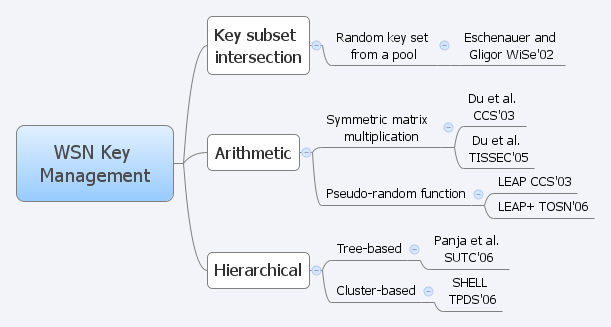 WSN Key
Management
Key subset
intersection
Random key set
from a pool
Eschenauer and
Gligor WiSe'02
Arithmetic
Symmetric matrix
multiplication
Du et al.
CCS'03
Du et al.
TISSEC'05
Pseudo-random function
LEAP CCS'03
LEAP+ TOSN'06
Hierarchical
Tree-based
Panja et al.
SUTC'06
Cluster-based
SHELL
TPDS'06